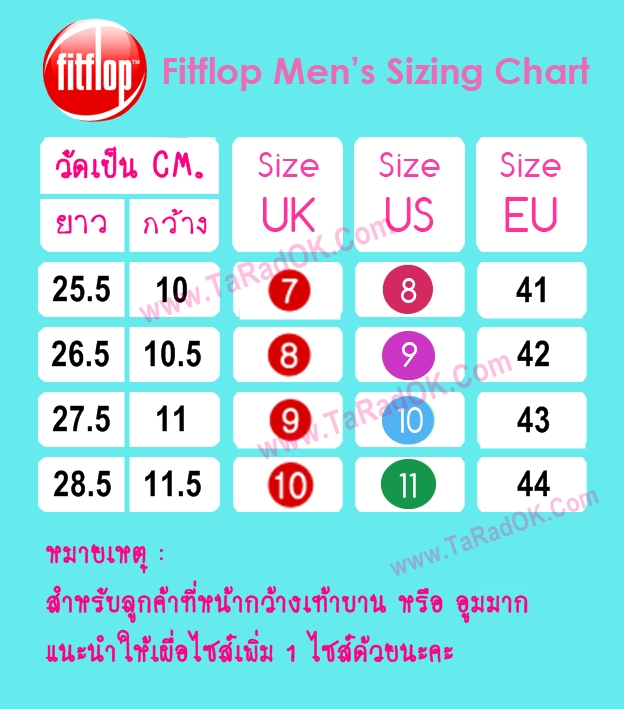 fitflop™
Fitflop Men's Sizing Chart
วัดเป็น CM. Size UK Size US Size EU
ยาว กว้าง
25.5 10 7 8 41
26.5 10.5 8 9 42
27.5 11 9 10 43
28.5 11.5 10 11 44
www.TaRadOK.Com
www.TaRadOK.Com
www.TaRadOK.Com
หมายเหตุ :
สำหรับลูกค้าที่หน้ากว้างเท้าบาน หรือ อูมมาก
แนะนำให้เผื่อไซส์เพิ่ม 1 ไซส์ด้วยนะคะ